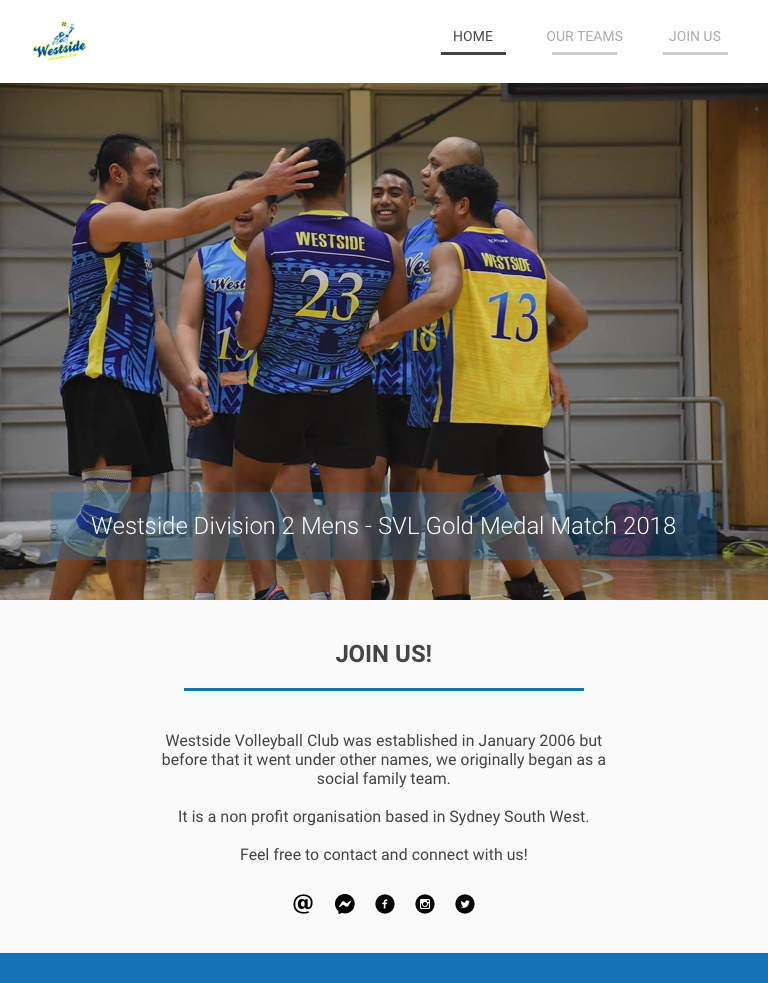 Westside
HOME
OUR TEAMS
JOIN US
WESTSIDE
23
WESTSIDE
13
West
18
Westside Division 2 Mens - SVL Gold Medal Match 2018
JOIN US!
Westside Volleyball Club was established in January 2006 but
before that it went under other names, we originally began as a
social family team.
It is a non profit organisation based in Sydney South West.
Feel free to contact and connect with us!
@